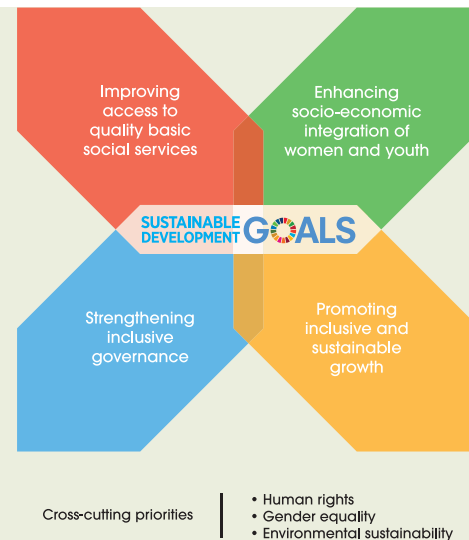 Improving
access to
quality basic
social services
Enhancing
socio-economic
integration of
women and youth
SUSTAINABLE
DEVELOPMENT
GOALS
Strengthening
inclusive
governance
Promoting
inclusive and
sustainable
growth
Cross-cutting priorities
• Human rights
• Gender equality
• Environmental sustainability